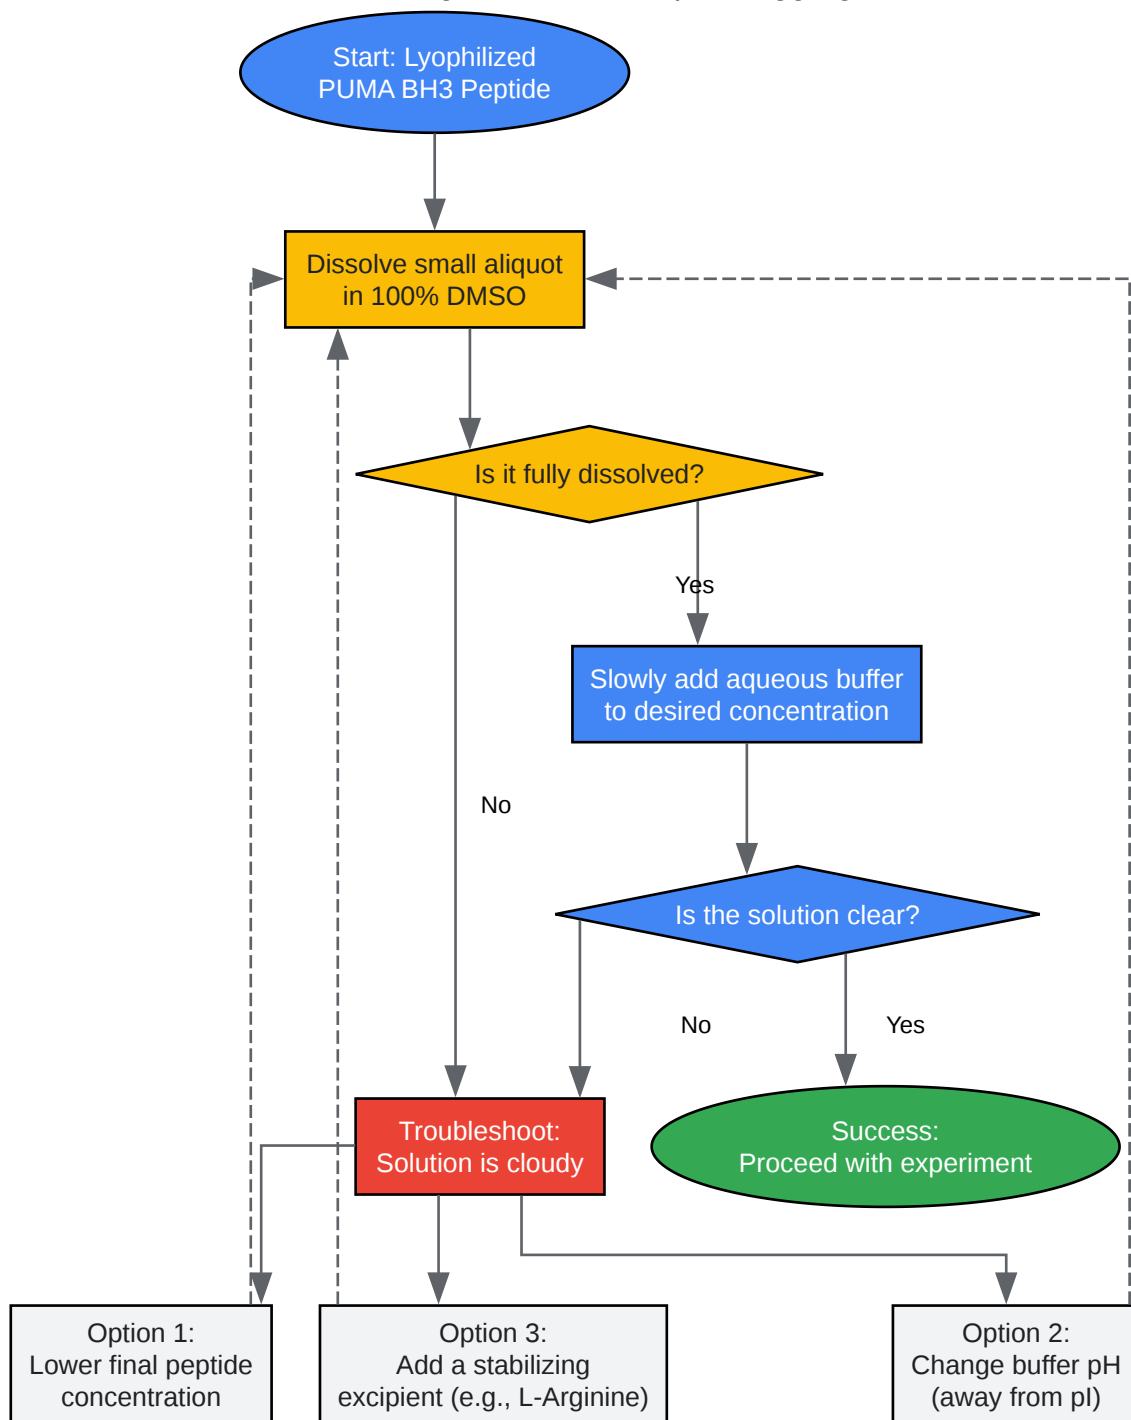 Start: Lyophilized
PUMA BH3 Peptide
Dissolve small aliquot
in 100% DMSO
Is it fully dissolved?
Yes
Slowly add aqueous buffer
to desired concentration
No
Is the solution clear?
No
Yes
Troubleshoot:
Solution is cloudy
Success:
Proceed with experiment
Option 1:
Lower final peptide
concentration
Option 3:
Add a stabilizing
excipient (e.g., L-Arginine)
Option 2:
Change buffer pH
(away from pI)